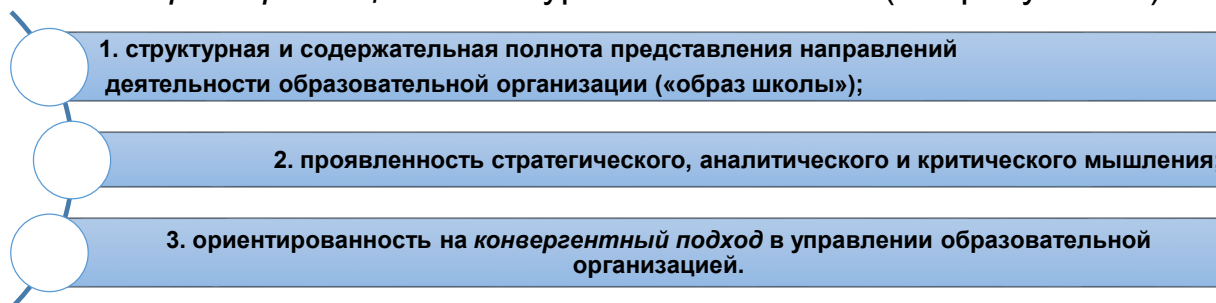 1. структурная и содержательная полнота представления направлений
деятельности образовательной организации («образ школы»);
2. проявленность стратегического, аналитического и критического мышления;
3. ориентированность на конвергентный подход в управлении образовательной
организацией.